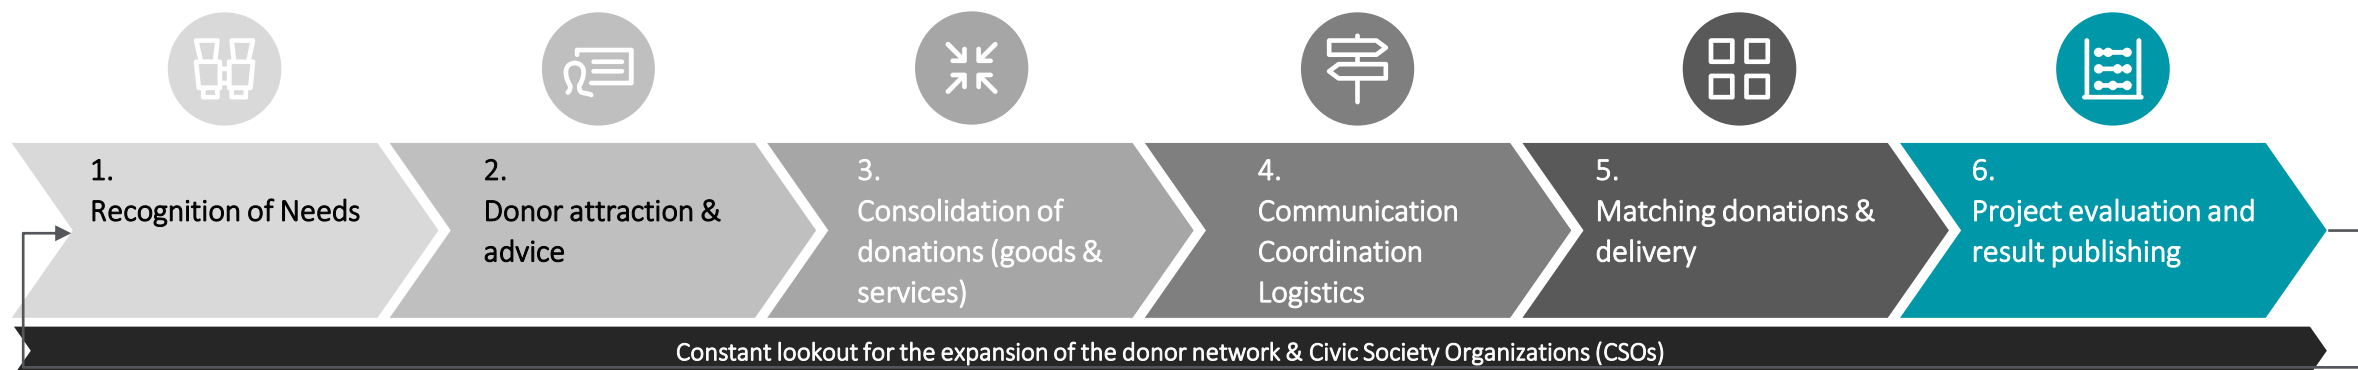 1.
Recognition of Needs
2.
Donor attraction &
advice
3.
Consolidation of
donations (goods &
services)
4.
Communication
Coordination
Logistics
5.
Matching donations &
delivery
6.
Project evaluation and
result publishing
Constant lookout for the expansion of the donor network & Civic Society Organizations (CSOs)